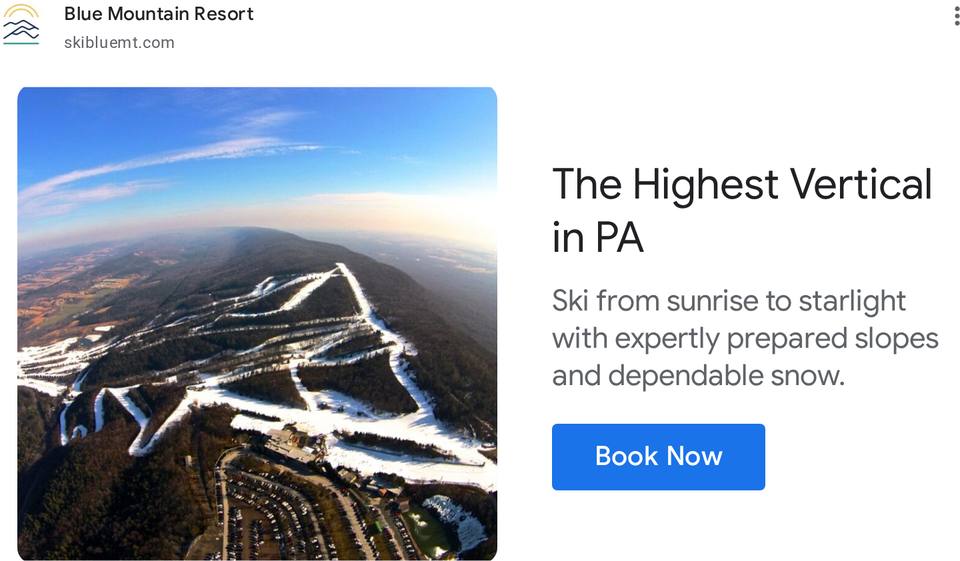 Blue Mountain Resort
skibluemt.com
The Highest Vertical
in PA
Ski from sunrise to starlight
with expertly prepared slopes
and dependable snow.
Book Now